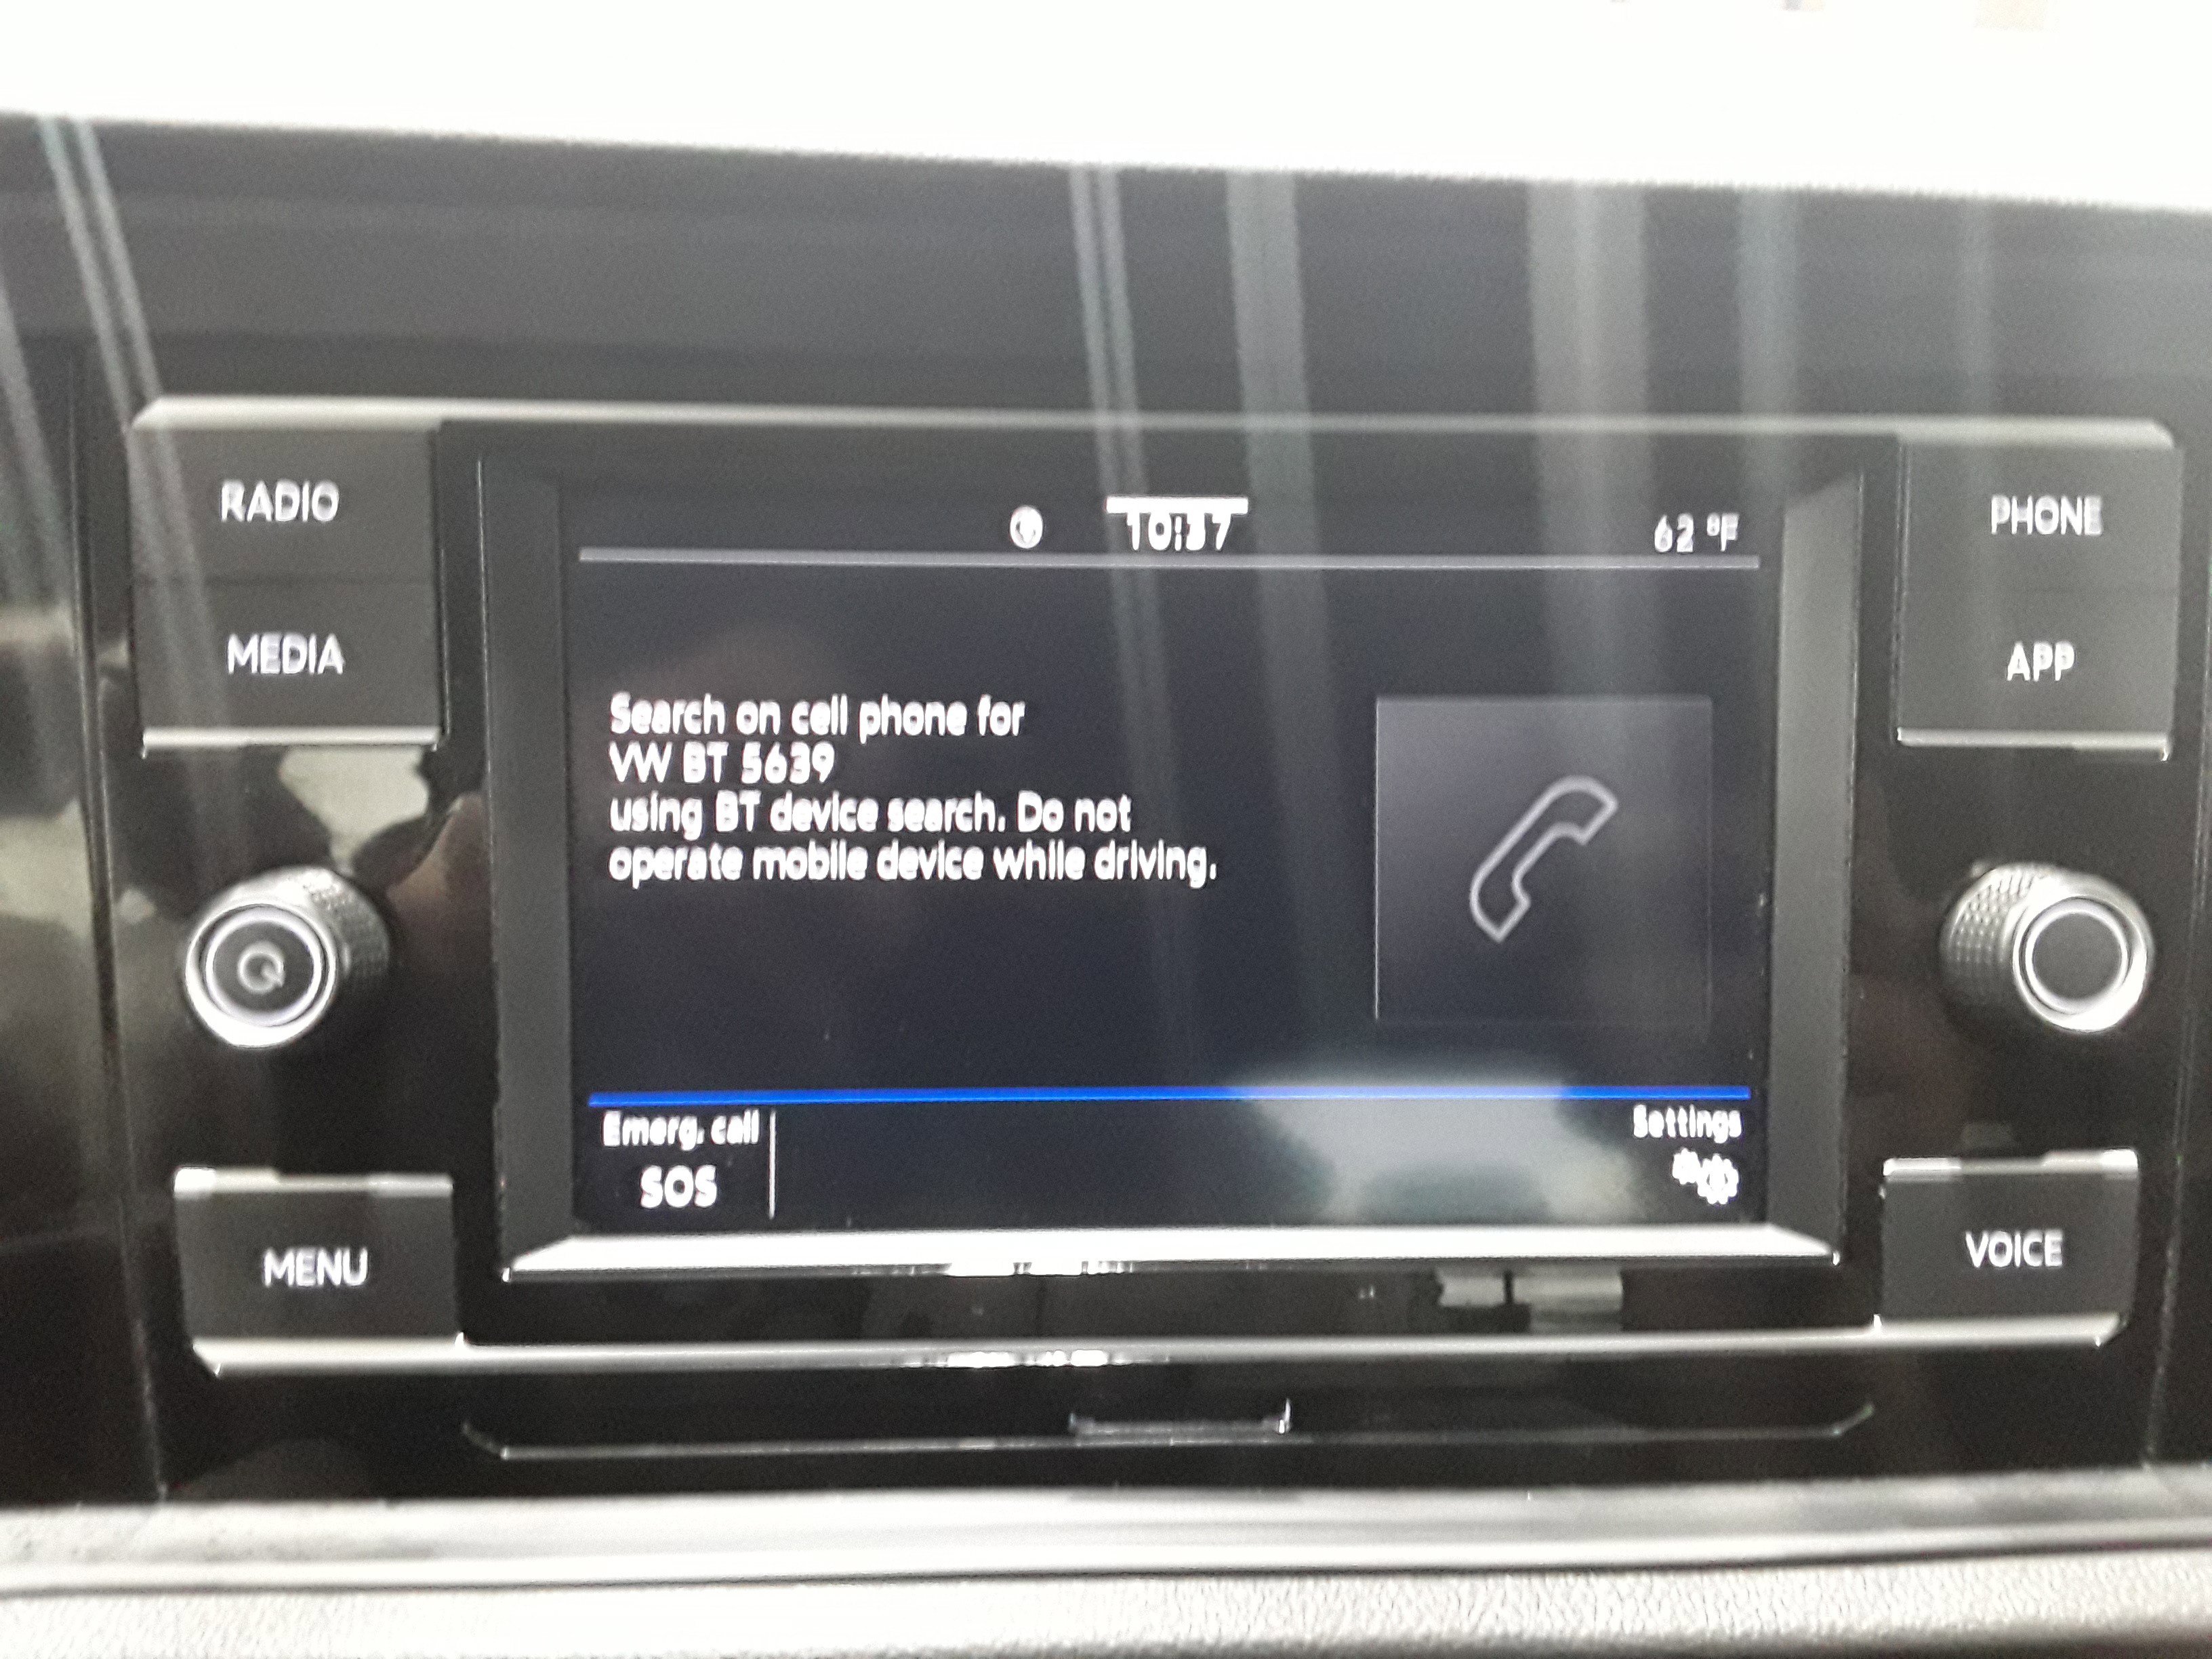 RADIO
MEDIA
MENU
10:37
62 °F
Search on cell phone for
VW BT 5639
using BT device search. Do not
operate mobile device while driving.
Emerg. call
SOS
Settings
PHONE
APP
VOICE